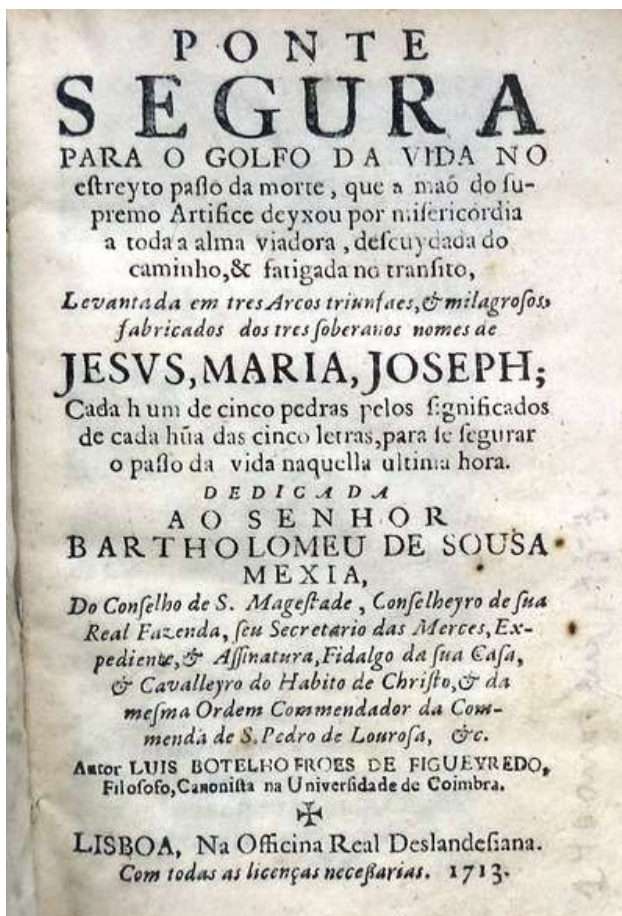 PONTE
SEGURA
PARA O GOLFO DA VIDA NO
eſtreyto paſſo da morte, que a maõ do ſu-
premo Artifice deyxou por miſericordia
a toda a alma viadora, deſcuydada do
caminho,& fatigada no tranſito,
Levantada em tres Arcos triunfaes,& milagroſos,
fabricados dos tres ſoberanos nomes de
JESVS, MARIA, JOSEPH;
Cada hum de cinco pedras pelos ſignificados
de cada hũa das cinco letras, para ſe ſegurar
o paſſo da vida naquella ultima hora.
DEDICADA
AO SENHOR
BARTHOLOMEU DE SOUSA
MEXIA,
Do Conſelho de S. Mageſtade, Conſelheyro de ſua
Real Fazenda, ſeu Secretario das Merces, Ex-
pediente,& Aſſinatura, Fidalgo da ſua Caſa,
& Cavalleyro do Habito de Chriſto,& da
meſma Ordem Commendador da Com-
menda de S. Pedro de Louroſa, &c.
Autor LUIS BOTELHO FROES DE FIGUEYREDO,
Filoſofo, Canoniſta na Univerſidade de Coimbra.
LISBOA, Na Officina Real Deslandeſiana.
Com todas as licenças neceſſarias. 1713.